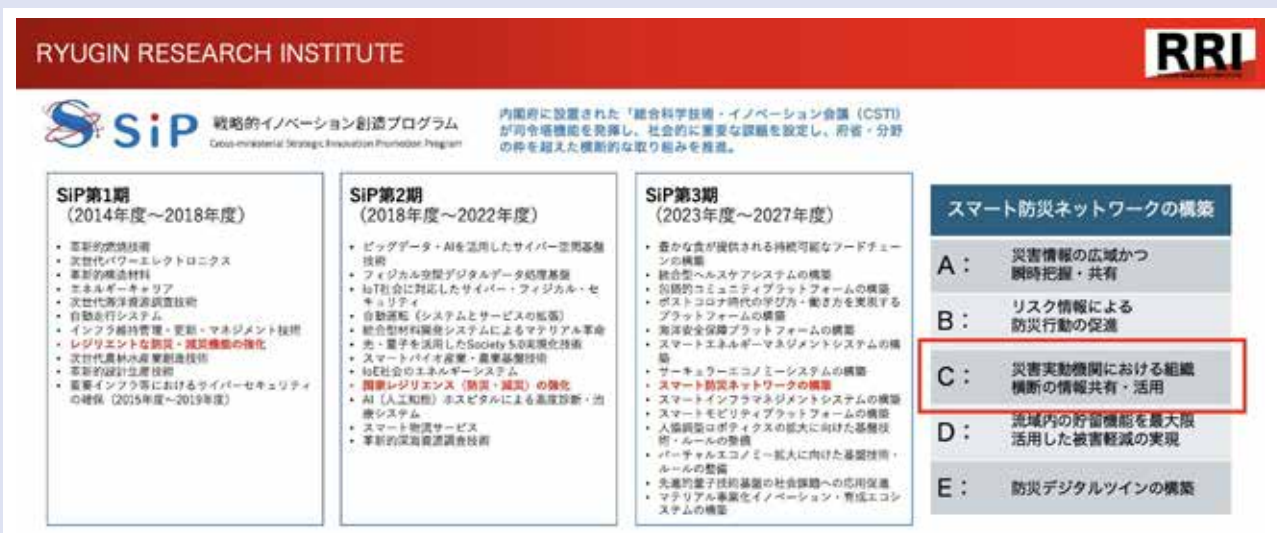 RYUGIN RESEARCH INSTITUTE
RRI
SiP 戦略的イノベーション創造プログラム
Cross-ministerial Strategic Innovation Promotion Program
内閣府に設置された「総合科学技術・イノベーション会議（CSTI）
が司令塔機能を発揮し、社会的に重要な課題を設定し、府省・分野
の枠を超えた横断的な取り組みを推進。
SiP第1期
（2014年度～2018年度）
• 革新的燃焼技術
• 次世代パワーエレクトロニクス
• 革新的構造材料
• エネルギーキャリア
• 次世代海洋資源調査技術
• 自動走行システム
• インフラ維持管理・更新・マネジメント技術
• レジリエントな防災・減災機能の強化
• 次世代農林水産業創造技術
• 革新的設計生産技術
• 重要インフラ等におけるサイバーセキュリティ
の確保（2015年度～2019年度）
SiP第2期
（2018年度～2022年度）
• ビッグデータ・AIを活用したサイバー空間基盤
技術
• フィジカル空間デジタルデータ処理基盤
• IoT社会に対応したサイバー・フィジカル・セ
キュリティ
• 自動運転（システムとサービスの拡張）
• 統合型材料開発システムによるマテリアル革命
• 光・量子を活用したSociety 5.0実現化技術
• スマートバイオ産業・農業基盤技術
• IoE社会のエネルギーシステム
• 国家レジリエンス（防災・減災）の強化
• AI（人工知能）ホスピタルによる高度診断・治
療システム
• スマート物流サービス
• 革新的深海資源調査技術
SiP第3期
（2023年度～2027年度）
• 豊かな食が提供される持続可能なフードチェー
ンの構築
• 統合型ヘルスケアシステムの構築
• 包摂的コミュニティプラットフォームの構築
• ポストコロナ時代の学び方・働き方を実現する
プラットフォームの構築
• 海洋安全保障プラットフォームの構築
• スマートエネルギーマネジメントシステムの構
築
• サーキュラーエコノミーシステムの構築
• スマート防災ネットワークの構築
• スマートインフラマネジメントシステムの構築
• スマートモビリティプラットフォームの構築
• 人協調型ロボティクスの拡大に向けた基盤技
術・ルールの整備
• バーチャルエコノミー拡大に向けた基盤技術・
ルールの整備
• 先進的量子技術基盤の社会課題への応用促進
• マテリアル事業化イノベーション・育成エコシ
ステムの構築
スマート防災ネットワークの構築
A： 災害情報の広域かつ
瞬時把握・共有
B： リスク情報による
防災行動の促進
C： 災害実動機関における組織
横断の情報共有・活用
D： 流域内の貯留機能を最大限
活用した被害軽減の実現
E： 防災デジタルツインの構築